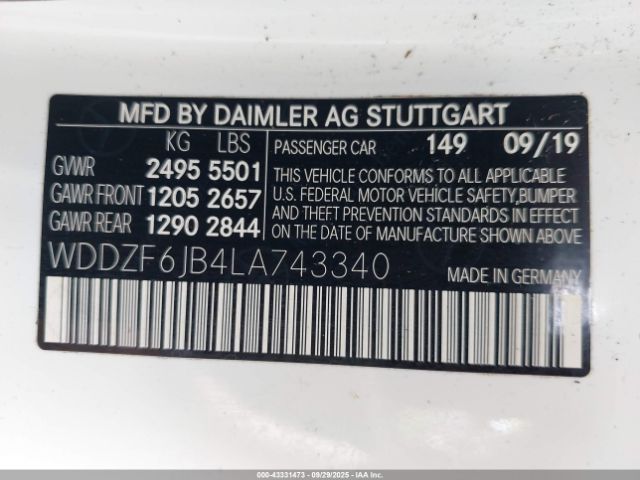 MFD BY DAIMLER AG STUTTGART
KG LBS PASSENGER CAR 149 09/19
GVWR 2495 5501
GAWR FRONT 1205 2657
GAWR REAR 1290 2844
THIS VEHICLE CONFORMS TO ALL APPLICABLE
U.S. FEDERAL MOTOR VEHICLE SAFETY,BUMPER
AND THEFT PREVENTION STANDARDS IN EFFECT
ON THE DATE OF MANUFACTURE SHOWN ABOVE.
WDDZF6JB4LA743340
MADE IN GERMANY
000-43331473 | 09/29/2025 | IAAI